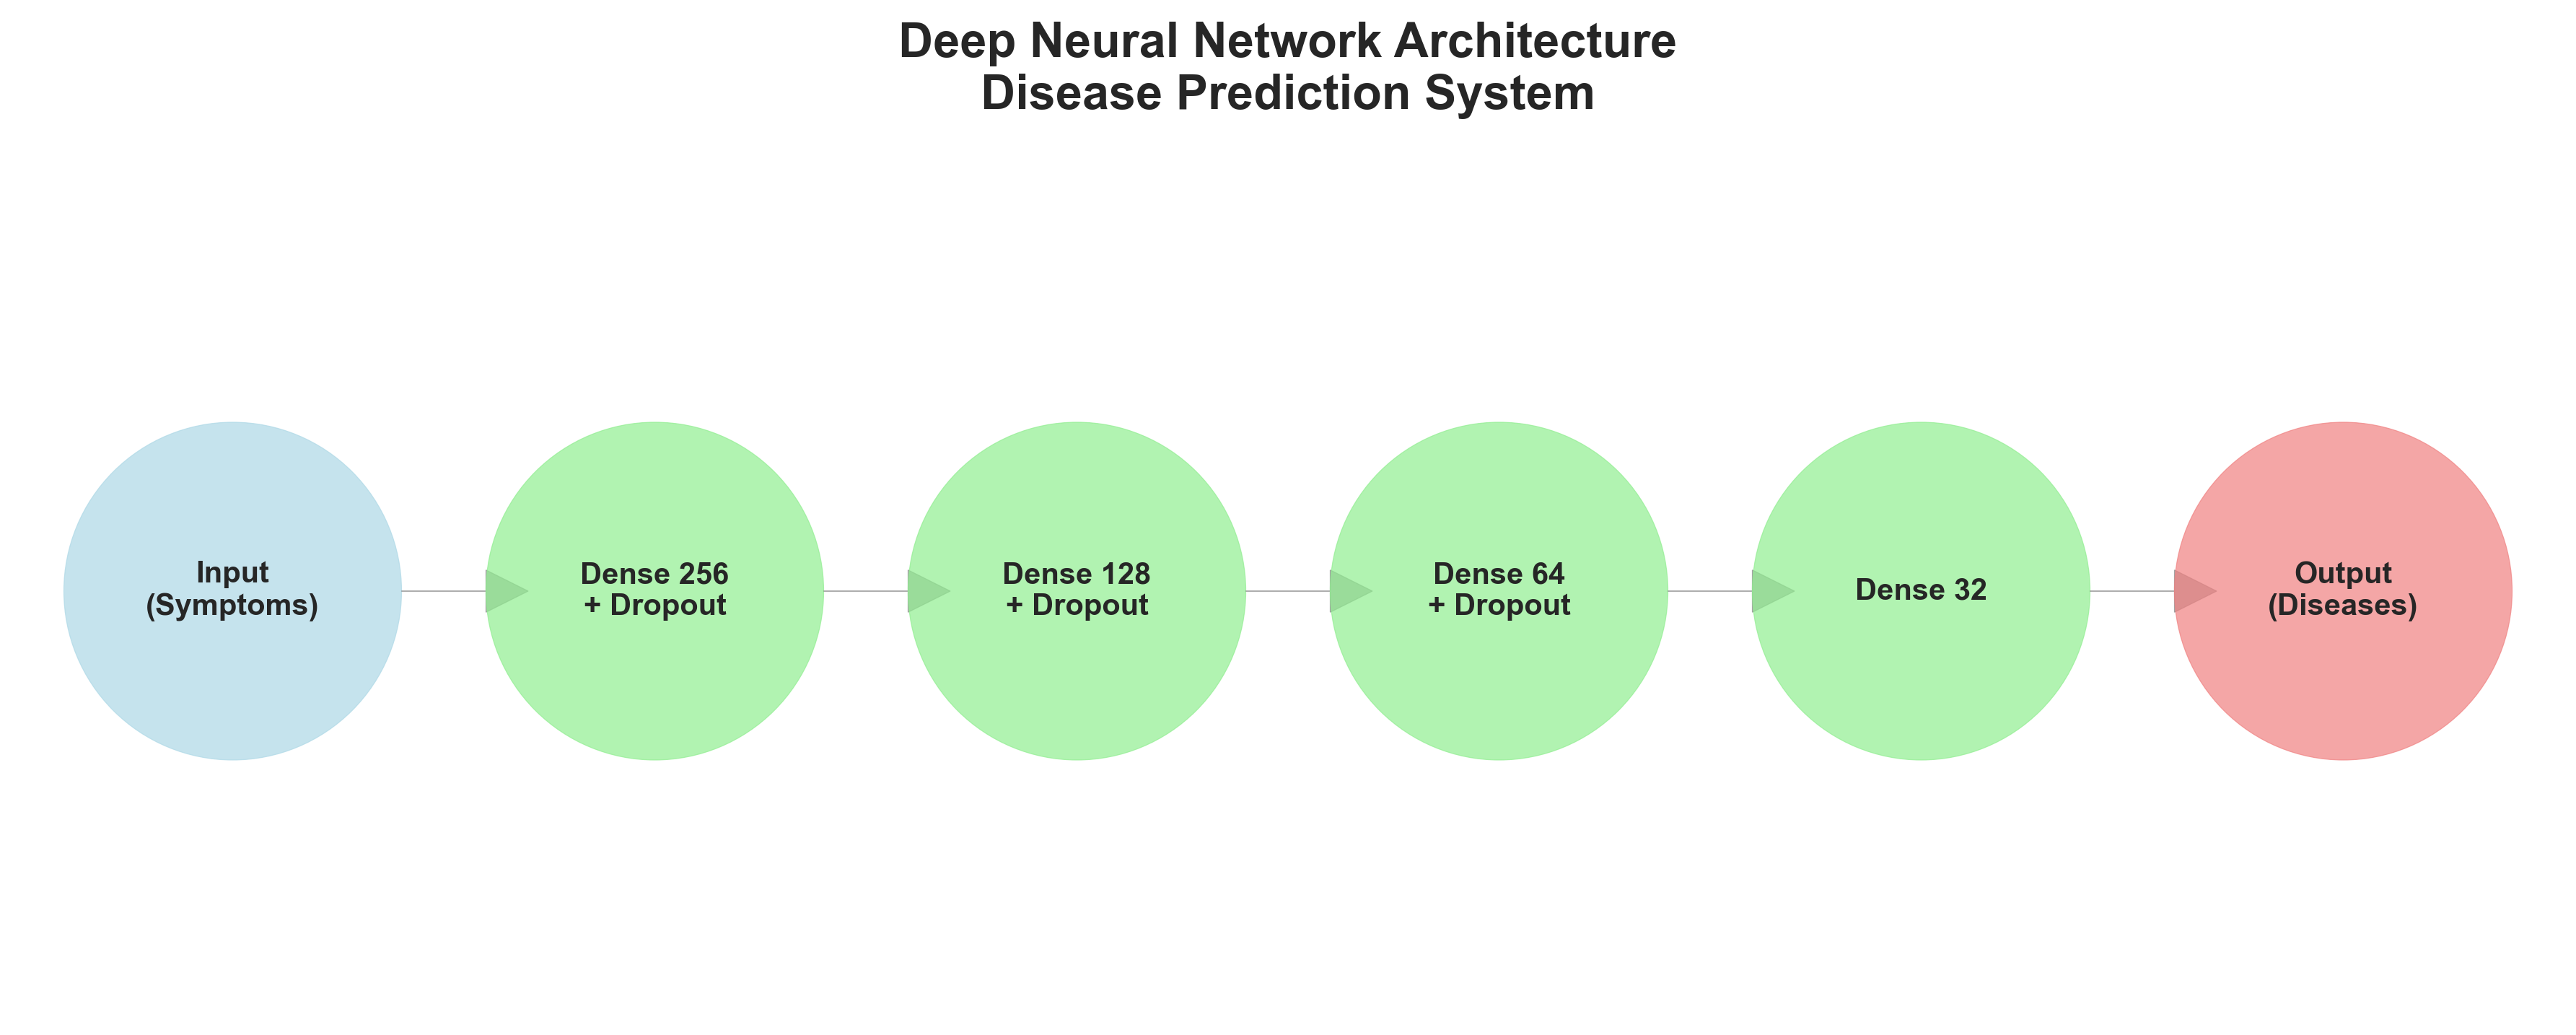 Deep Neural Network Architecture
Disease Prediction System
Input
(Symptoms)
Dense 256
+ Dropout
Dense 128
+ Dropout
Dense 64
+ Dropout
Dense 32
Output
(Diseases)